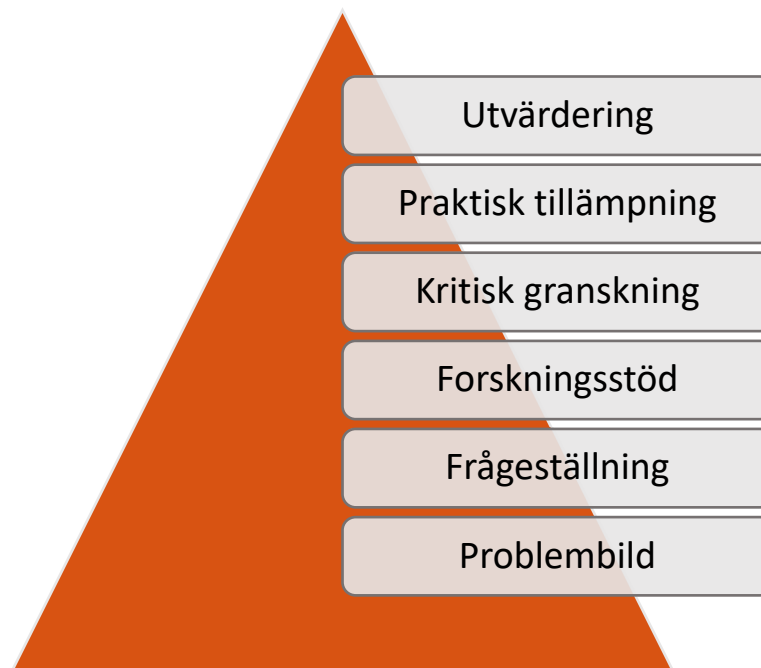 Utvärdering
Praktisk tillämpning
Kritisk granskning
Forskningsstöd
Frågeställning
Problembild